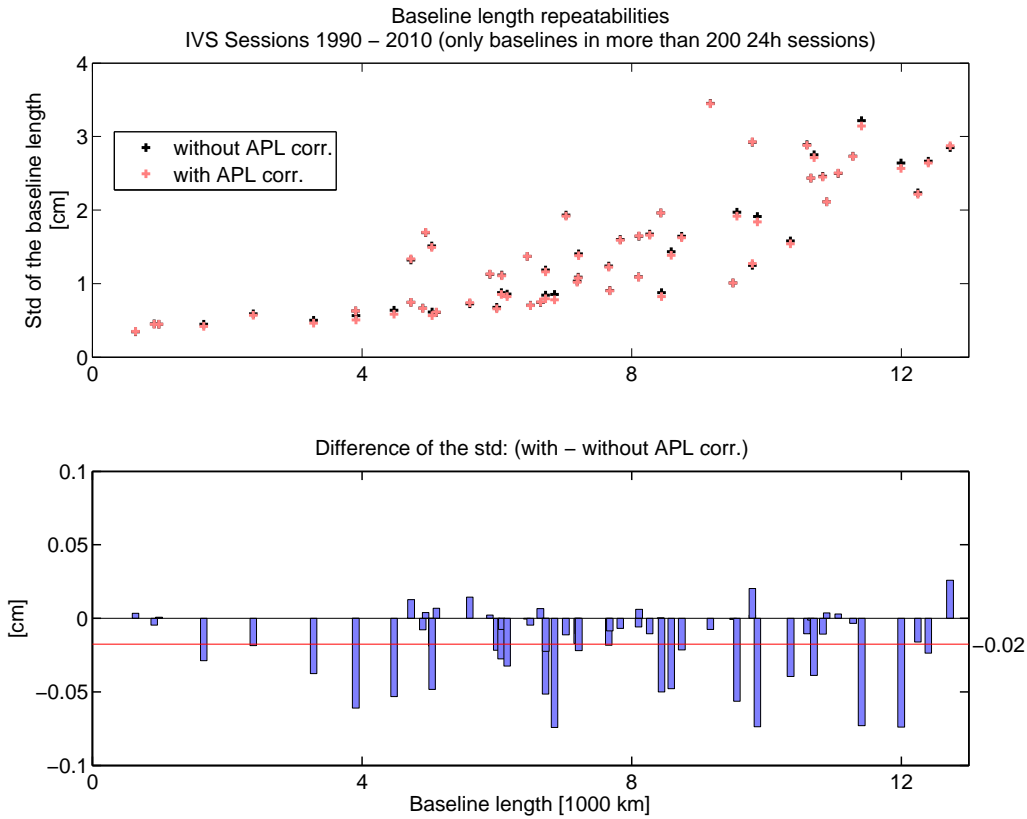 Baseline length repeatabilities
IVS Sessions 1990 – 2010 (only baselines in more than 200 24h sessions)
4
3
2
1
0
Std of the baseline length
[cm]
without APL corr.
with APL corr.
0
4
8
12
Difference of the std: (with – without APL corr.)
0.1
0.05
0
−0.05
−0.1
[cm]
−0.02
0
4
8
12
Baseline length [1000 km]